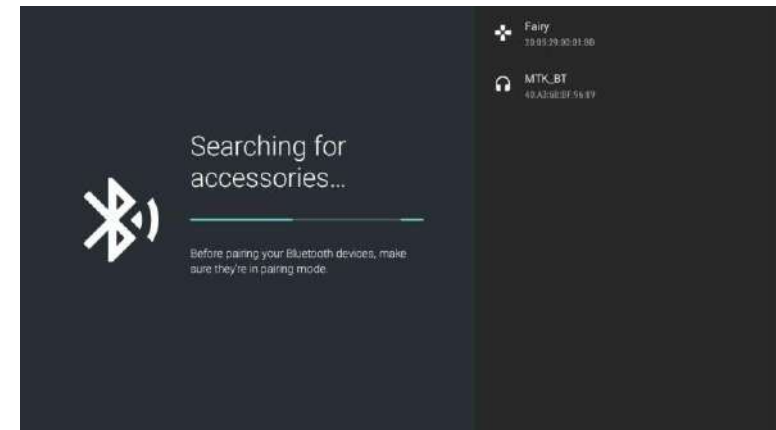 Searching for
accessories...
Before pairing your Bluetooth devices, make
sure they're in pairing mode.
Fairy
MTK_BT